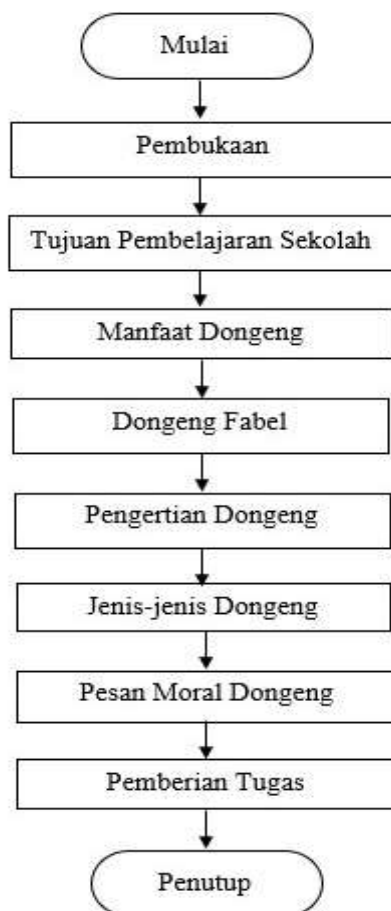 Mulai
Pembukaan
Tujuan Pembelajaran Sekolah
Manfaat Dongeng
Dongeng Fabel
Pengertian Dongeng
Jenis-jenis Dongeng
Pesan Moral Dongeng
Pemberian Tugas
Penutup